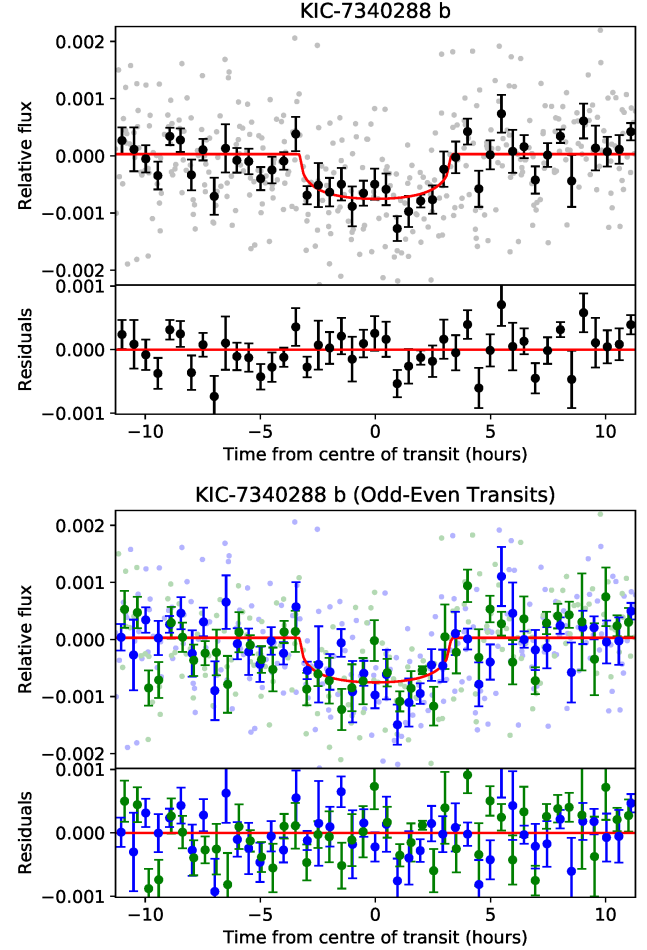 KIC-7340288 b
0.002
0.001
0.000
−0.001
−0.002
Relative flux
0.001
0.000
−0.001
Residuals
−10 −5 0 5 10
Time from centre of transit (hours)
KIC-7340288 b (Odd-Even Transits)
0.002
0.001
0.000
−0.001
−0.002
Relative flux
0.001
0.000
−0.001
Residuals
−10 −5 0 5 10
Time from centre of transit (hours)